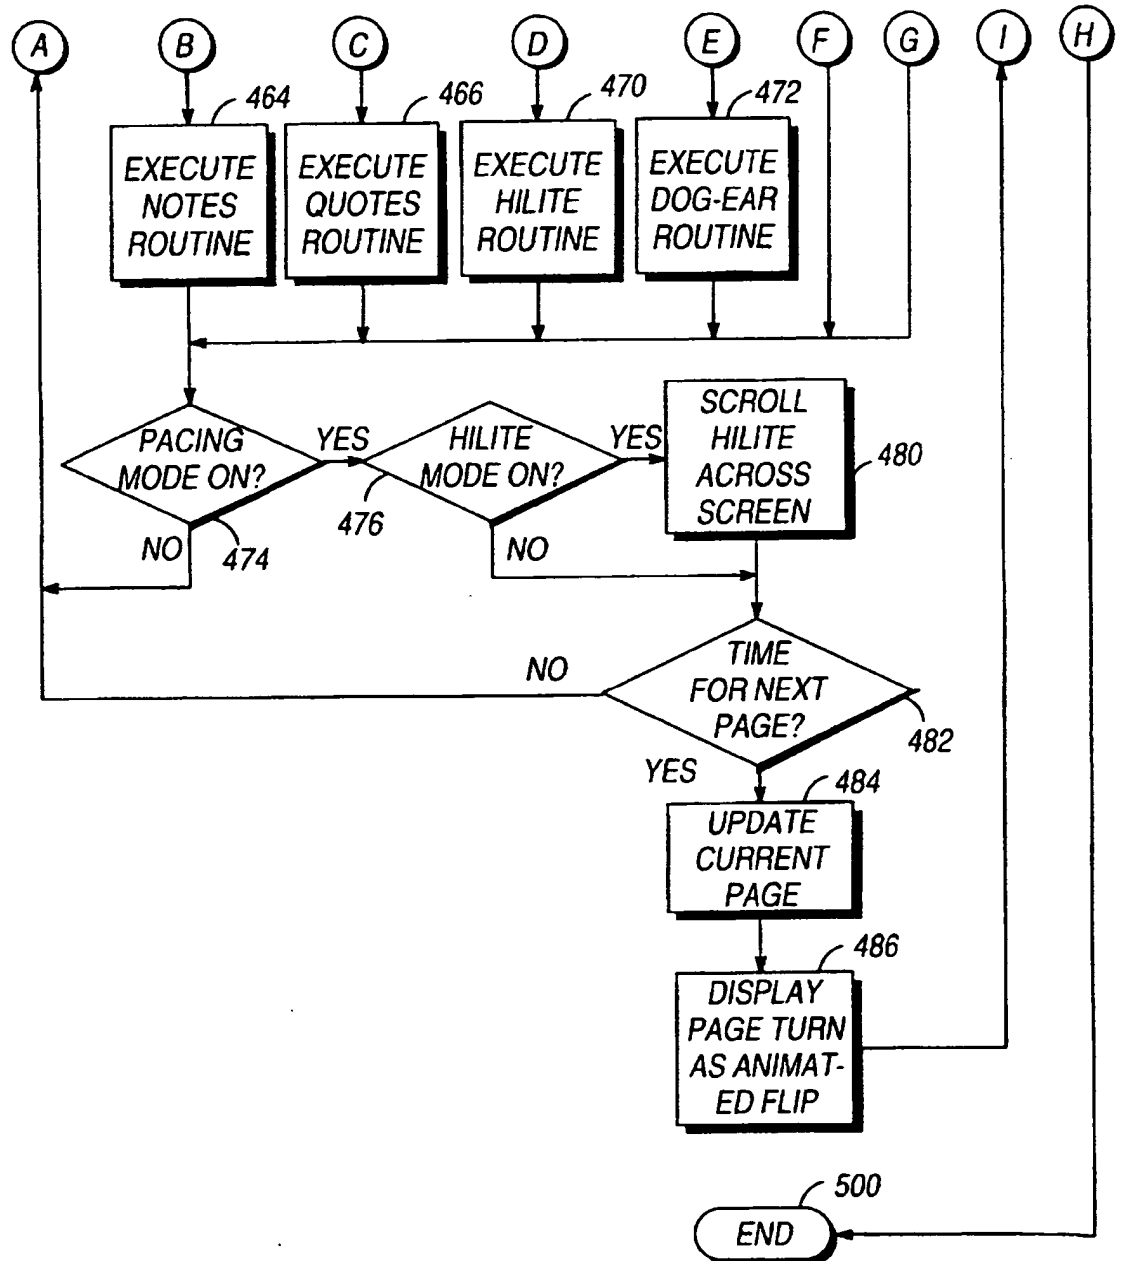 A
B
C
D
E
F
G
I
H
464
466
470
472
EXECUTE
NOTES
ROUTINE
EXECUTE
QUOTES
ROUTINE
EXECUTE
HILITE
ROUTINE
EXECUTE
DOG-EAR
ROUTINE
PACING
MODE ON?
YES
NO
474
HILITE
MODE ON?
YES
NO
476
SCROLL
HILITE
ACROSS
SCREEN
480
TIME
FOR NEXT
PAGE?
NO
482
YES
484
UPDATE
CURRENT
PAGE
486
DISPLAY
PAGE TURN
AS ANIMAT-
ED FLIP
500
END